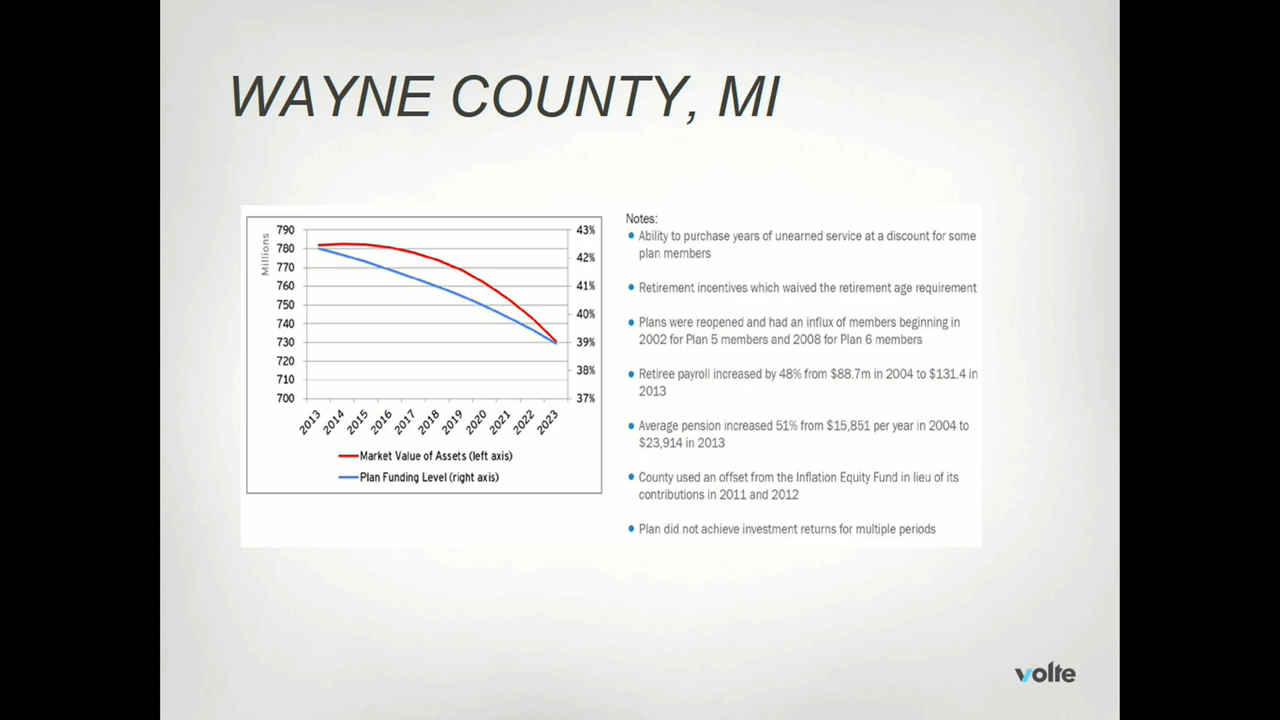 WAYNE COUNTY, MI
790
780
770
760
750
740
730
720
710
700
Millions
43%
42%
41%
40%
39%
38%
37%
2013 2014 2015 2016 2017 2018 2019 2020 2021 2022 2023
Market Value of Assets (left axis)
Plan Funding Level (right axis)
Notes:
Ability to purchase years of unearned service at a discount for some
plan members
Retirement incentives which waived the retirement age requirement
Plans were reopened and had an influx of members beginning in
2002 for Plan 5 members and 2008 for Plan 6 members
Retiree payroll increased by 48% from $88.7m in 2004 to $131.4 in
2013
Average pension increased 51% from $15,851 per year in 2004 to
$23,914 in 2013
County used an offset from the Inflation Equity Fund in lieu of its
contributions in 2011 and 2012
Plan did not achieve investment returns for multiple periods
volte